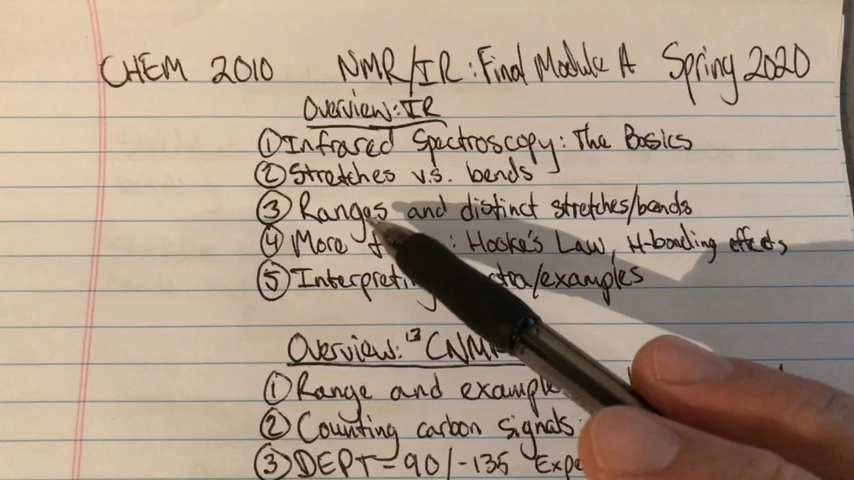 CHEM 2010 NMR/IR: Final Module A Spring 2020
Overview: IR
① Infrared Spectroscopy: The Basics
② Stretches v.s. bends
③ Ranges and distinct stretches/bends
④ More : Hooke's Law, H-bonding effects
⑤ Interpreting /examples
Overview: ¹³CNMR
① Range and example
② Counting carbon signals
③ DEPT-90/-135